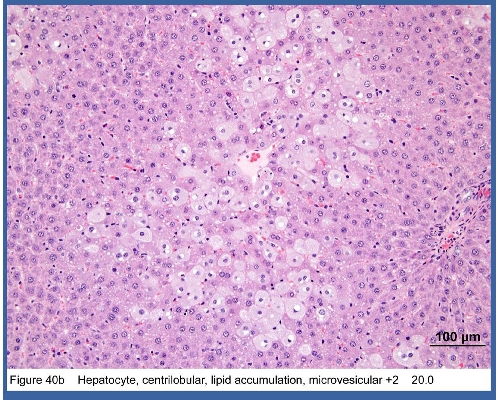 100 µm
Figure 40b Hepatocyte, centrilobular, lipid accumulation, microvesicular +2 20.0